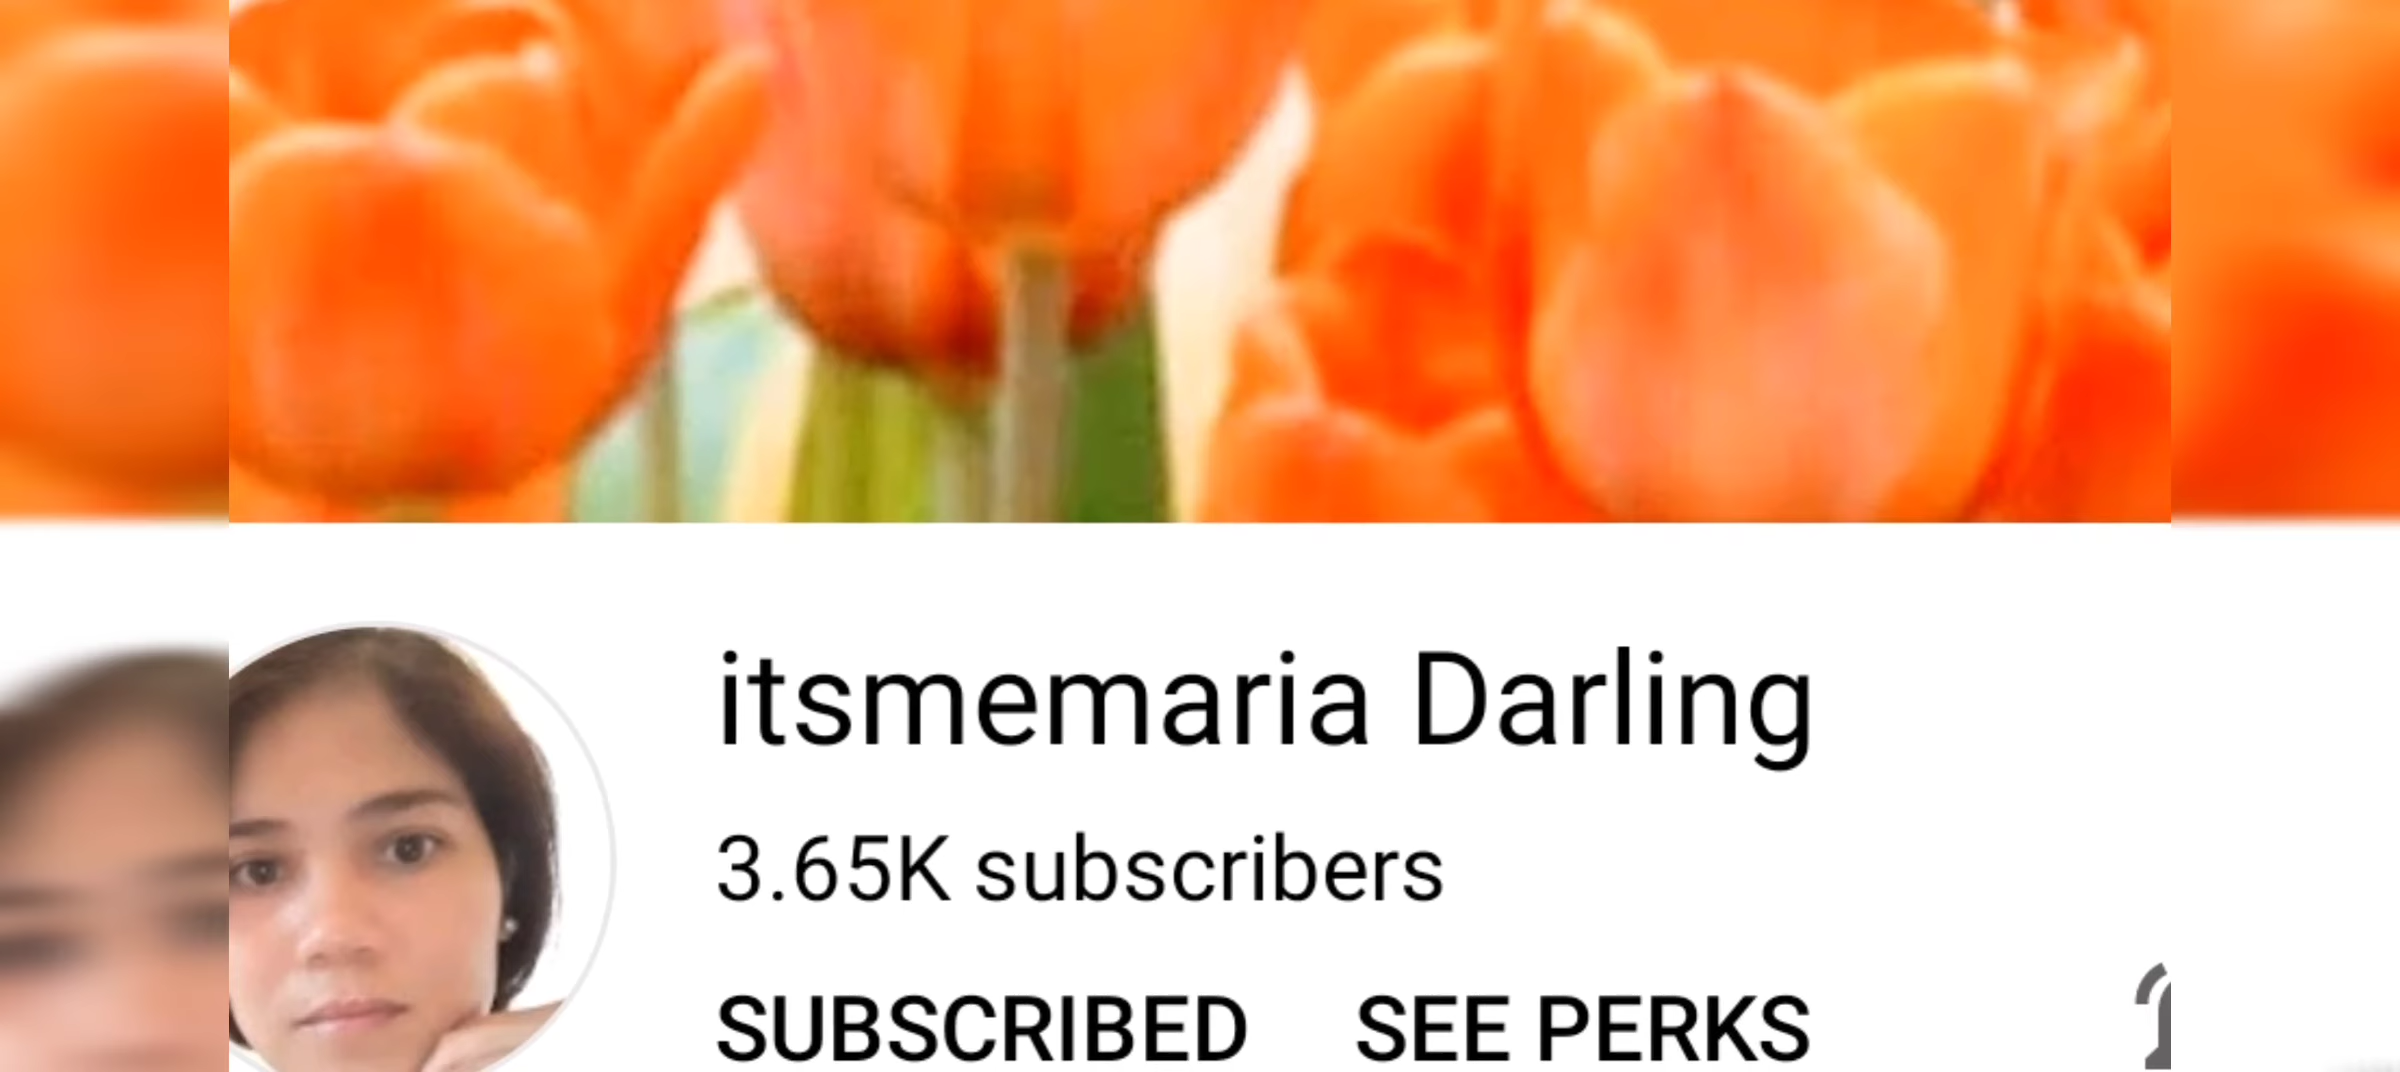 itsmemaria Darling
3.65K subscribers
SUBSCRIBED SEE PERKS